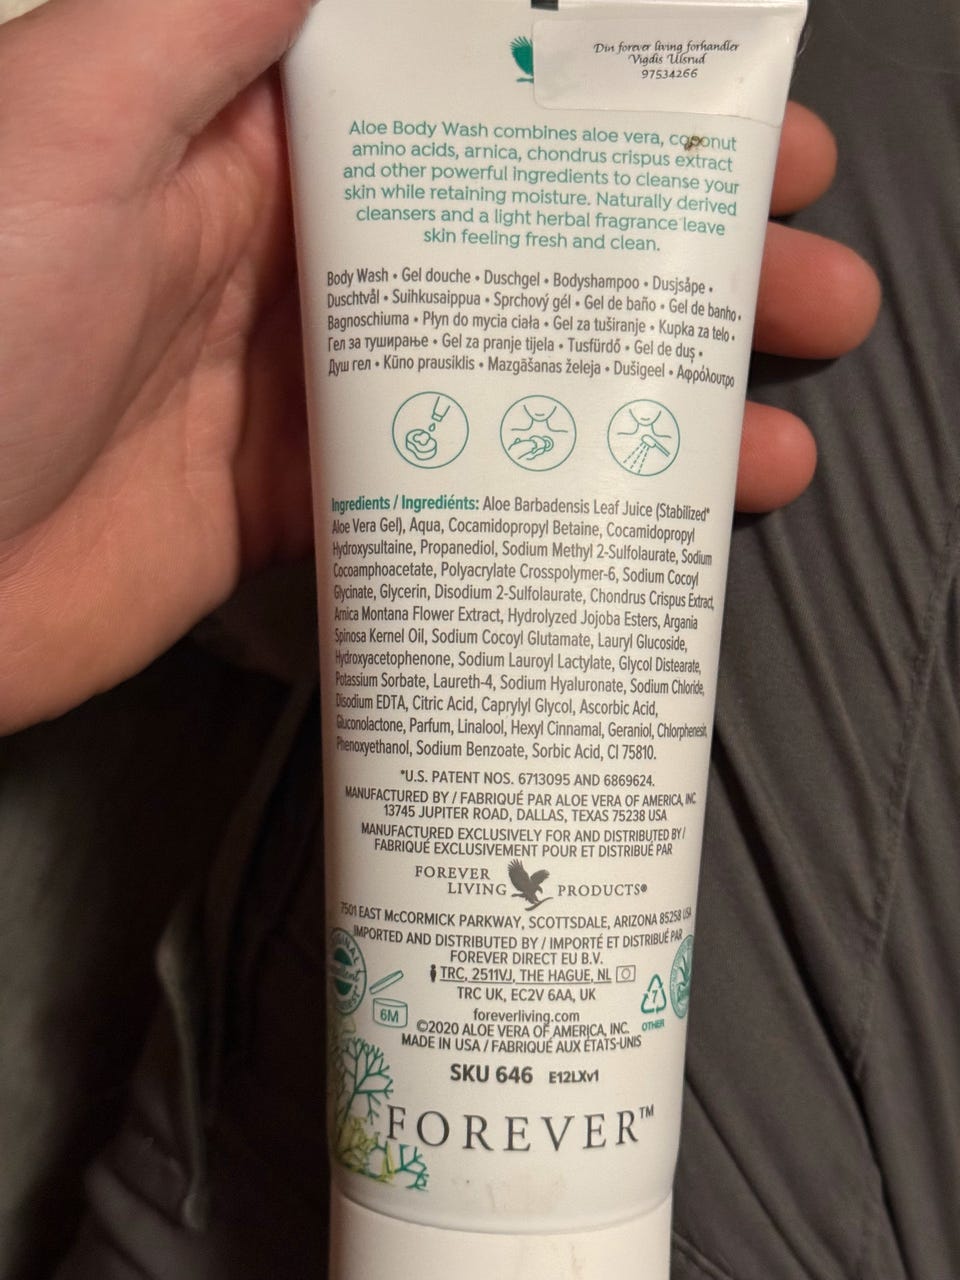 Din forever living forhandler
Vigdis Ulsrud
97534266
Aloe Body Wash combines aloe vera, coconut
amino acids, arnica, chondrus crispus extract
and other powerful ingredients to cleanse your
skin while retaining moisture. Naturally derived
cleansers and a light herbal fragrance leave
skin feeling fresh and clean.
Body Wash • Gel douche • Duschgel • Bodyshampoo • Dusjsåpe •
Duschtvål • Suihkusaippua • Sprchový gél • Gel de baño • Gel de banho •
Bagnoschiuma • Płyn do mycia ciała • Gel za tuširanje • Kupka za telo •
Гел за туширање • Gel za pranje tijela • Tusfürdő • Gel de duș •
Душ гел • Kūno prausiklis • Mazgāšanas želeja • Dušigeel • Αφρόλουτρο
Ingredients / Ingrediénts: Aloe Barbadensis Leaf Juice (Stabilized*
Aloe Vera Gel), Aqua, Cocamidopropyl Betaine, Cocamidopropyl
Hydroxysultaine, Propanediol, Sodium Methyl 2-Sulfolaurate, Sodium
Cocoamphoacetate, Polyacrylate Crosspolymer-6, Sodium Cocoyl
Glycinate, Glycerin, Disodium 2-Sulfolaurate, Chondrus Crispus Extract,
Arnica Montana Flower Extract, Hydrolyzed Jojoba Esters, Argania
Spinosa Kernel Oil, Sodium Cocoyl Glutamate, Lauryl Glucoside,
Hydroxyacetophenone, Sodium Lauroyl Lactylate, Glycol Distearate,
Potassium Sorbate, Laureth-4, Sodium Hyaluronate, Sodium Chloride,
Disodium EDTA, Citric Acid, Caprylyl Glycol, Ascorbic Acid,
Gluconolactone, Parfum, Linalool, Hexyl Cinnamal, Geraniol, Chlorphenesin,
Phenoxyethanol, Sodium Benzoate, Sorbic Acid, CI 75810.
*U.S. PATENT NOS. 6713095 AND 6869624.
MANUFACTURED BY / FABRIQUÉ PAR ALOE VERA OF AMERICA, INC.
13745 JUPITER ROAD, DALLAS, TEXAS 75238 USA
MANUFACTURED EXCLUSIVELY FOR AND DISTRIBUTED BY /
FABRIQUÉ EXCLUSIVEMENT POUR ET DISTRIBUÉ PAR
FOREVER
LIVING PRODUCTS®
7501 EAST McCORMICK PARKWAY, SCOTTSDALE, ARIZONA 85258 USA
IMPORTED AND DISTRIBUTED BY / IMPORTÉ ET DISTRIBUÉ PAR
FOREVER DIRECT EU B.V.
TRC, 2511VJ, THE HAGUE, NL
TRC UK, EC2V 6AA, UK
7
6M
foreverliving.com
©2020 ALOE VERA OF AMERICA, INC.
OTHER
MADE IN USA / FABRIQUÉ AUX ÉTATS-UNIS
SKU 646 E12LXv1
FOREVER™